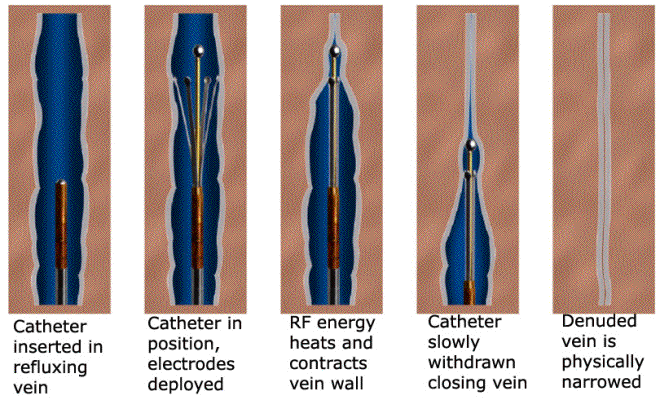 Catheter
inserted in
refluxing
vein
Catheter in
position,
electrodes
deployed
RF energy
heats and
contracts
vein wall
Catheter
slowly
withdrawn
closing vein
Denuded
vein is
physically
narrowed